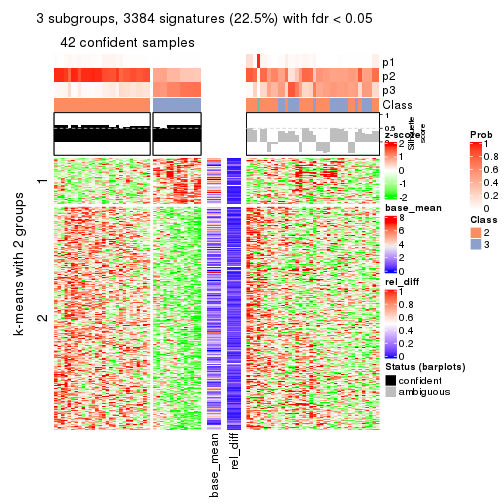 3 subgroups, 3384 signatures (22.5%) with fdr < 0.05
42 confident samples
p1
p2
p3
Class
1
0.5
0
Silhouette
score
k-means with 2 groups
1
2
base_mean
rel_diff
z-score
2
1
0
-1
-2
base_mean
8
6
4
2
0
rel_diff
1
0.8
0.6
0.4
0.2
0
Status (barplots)
confident
ambiguous
Prob
1
0.8
0.6
0.4
0.2
0
Class
2
3